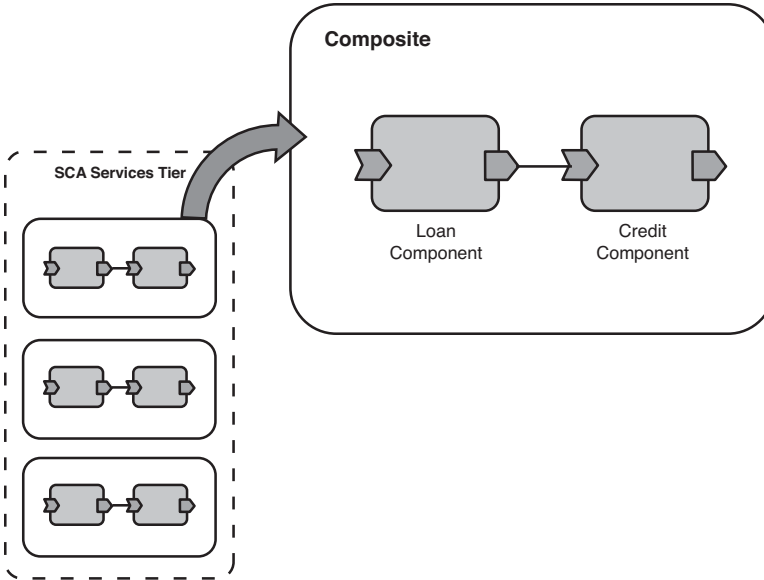 Composite
SCA Services Tier
Loan
Component
Credit
Component